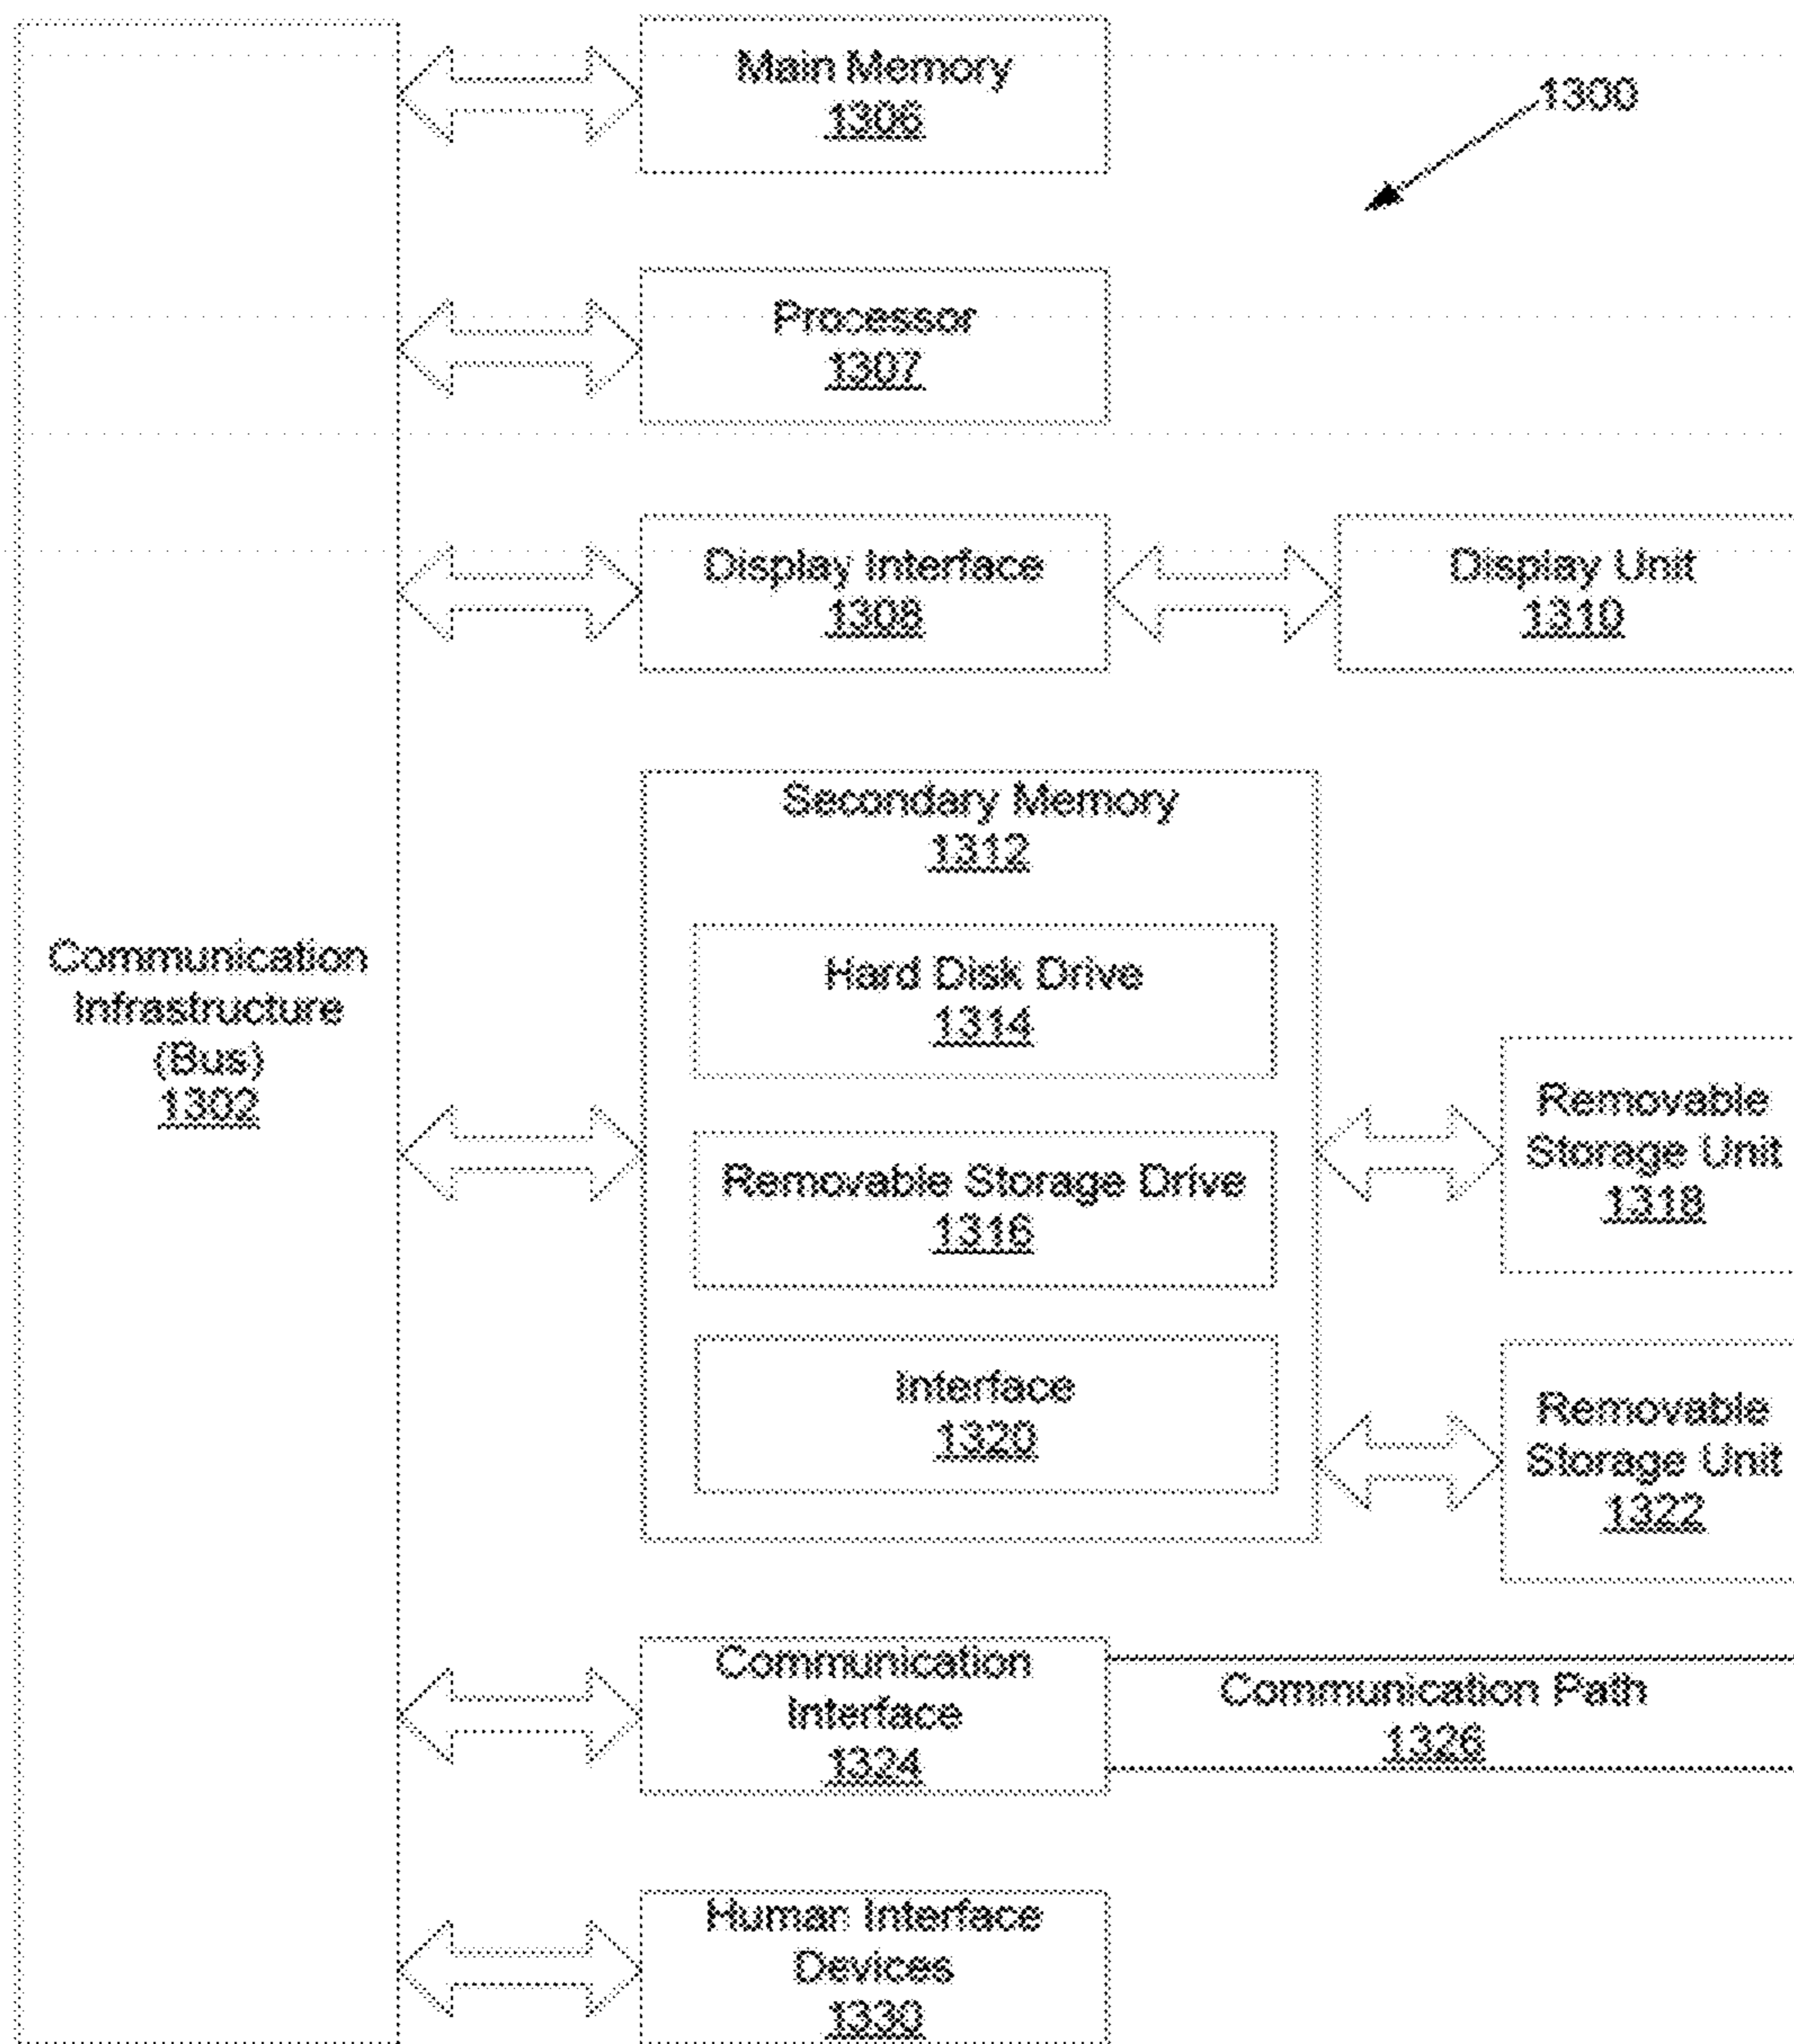 Main Memory
1306
1300
Processor
1307
Display Interface
1308
Display Unit
1310
Secondary Memory
1312
Hard Disk Drive
1314
Communication
Infrastructure
(Bus)
1302
Removable Storage Drive
1316
Removable
Storage Unit
1318
Interface
1320
Removable
Storage Unit
1322
Communication
Interface
1324
Communication Path
1326
Human Interface
Devices
1330